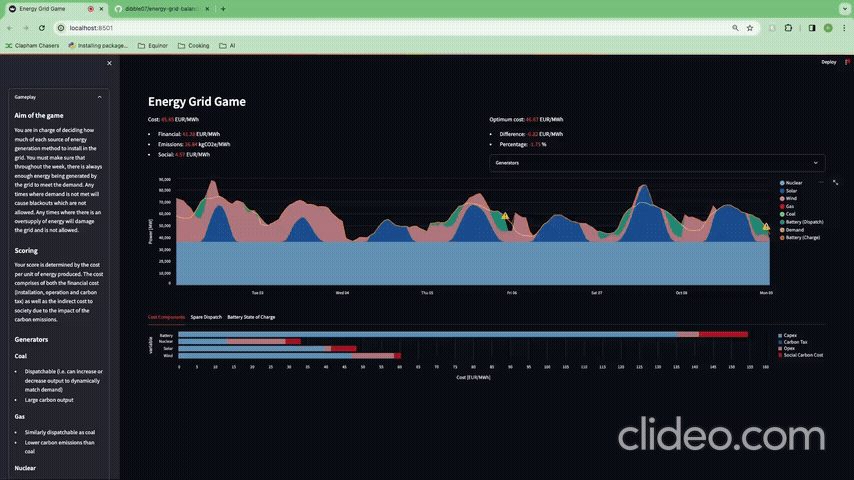 Energy Grid Game
dibble07/energy-grid-balan
localhost:8501
Clapham Chasers
Installing package...
Equinor
Cooking
AI
Deploy
Gameplay
Aim of the game
You are in charge of deciding how
much of each source of energy
generation method to install in the
grid. You must make sure that
throughout the week, there is always
enough energy being generated by
the grid to meet the demand. Any
times where demand is not met will
cause blackouts which are not
allowed. Any times where there is an
oversupply of energy will damage
the grid and is not allowed.
Scoring
Your score is determined by the cost
per unit of energy produced. The cost
comprises of both the financial cost
(installation, operation and carbon
tax) as well as the indirect cost to
society due to the impact of the
carbon emissions.
Generators
Coal
Dispatchable (i.e. can increase or
decrease output to dynamically
match demand)
Large carbon output
Gas
Similarly dispatchable as coal
Lower carbon emissions than
coal
Nuclear
Energy Grid Game
Cost: EUR/MWh
Financial: EUR/MWh
Emissions: kgCO2e/MWh
Social: EUR/MWh
Optimum cost: EUR/MWh
Difference: EUR/MWh
Percentage: %
Generators
Power [MW]
90,000
80,000
70,000
60,000
50,000
40,000
30,000
20,000
10,000
0
Tue 03
Wed 04
Thu 05
Fri 06
Sat 07
Oct 08
Mon 09
Nuclear
Solar
Wind
Gas
Coal
Battery (Dispatch)
Demand
Battery (Charge)
Cost Components
Spare Dispatch
Battery State of Charge
variable
Battery
Nuclear
Solar
Wind
0 5 10 15 20 25 30 35 40 45 50 55 60 65 70 75 80 85 90 95 100 105 110 115 120 125 130 135 140 145 150 155 160
Cost [EUR/MWh]
Capex
Carbon Tax
Opex
Social Carbon Cost
clideo.com